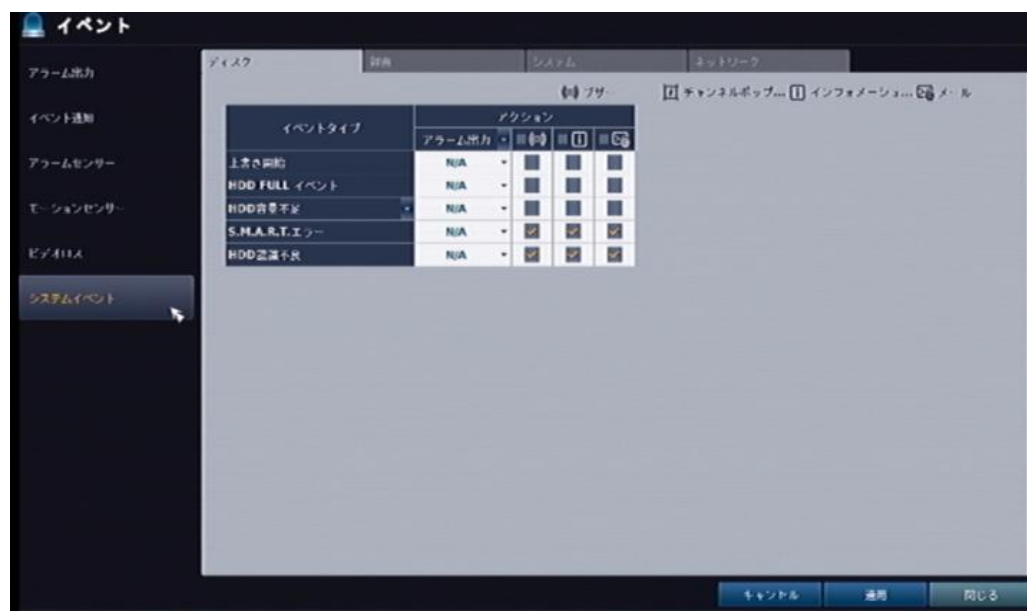 イベント
アラーム出力
イベント通知
アラームセンサー
モーションセンサー
ビデオロス
システムイベント
ディスク 録画 システム ネットワーク
ブザー チャンネルポップ... インフォメーショ... メール
イベントタイプ アクション
アラーム出力
上書き開始 N/A
HDD FULL イベント N/A
HDD容量不足 N/A
S.M.A.R.T.エラー N/A
HDD認識不良 N/A
キャンセル 適用 閉じる